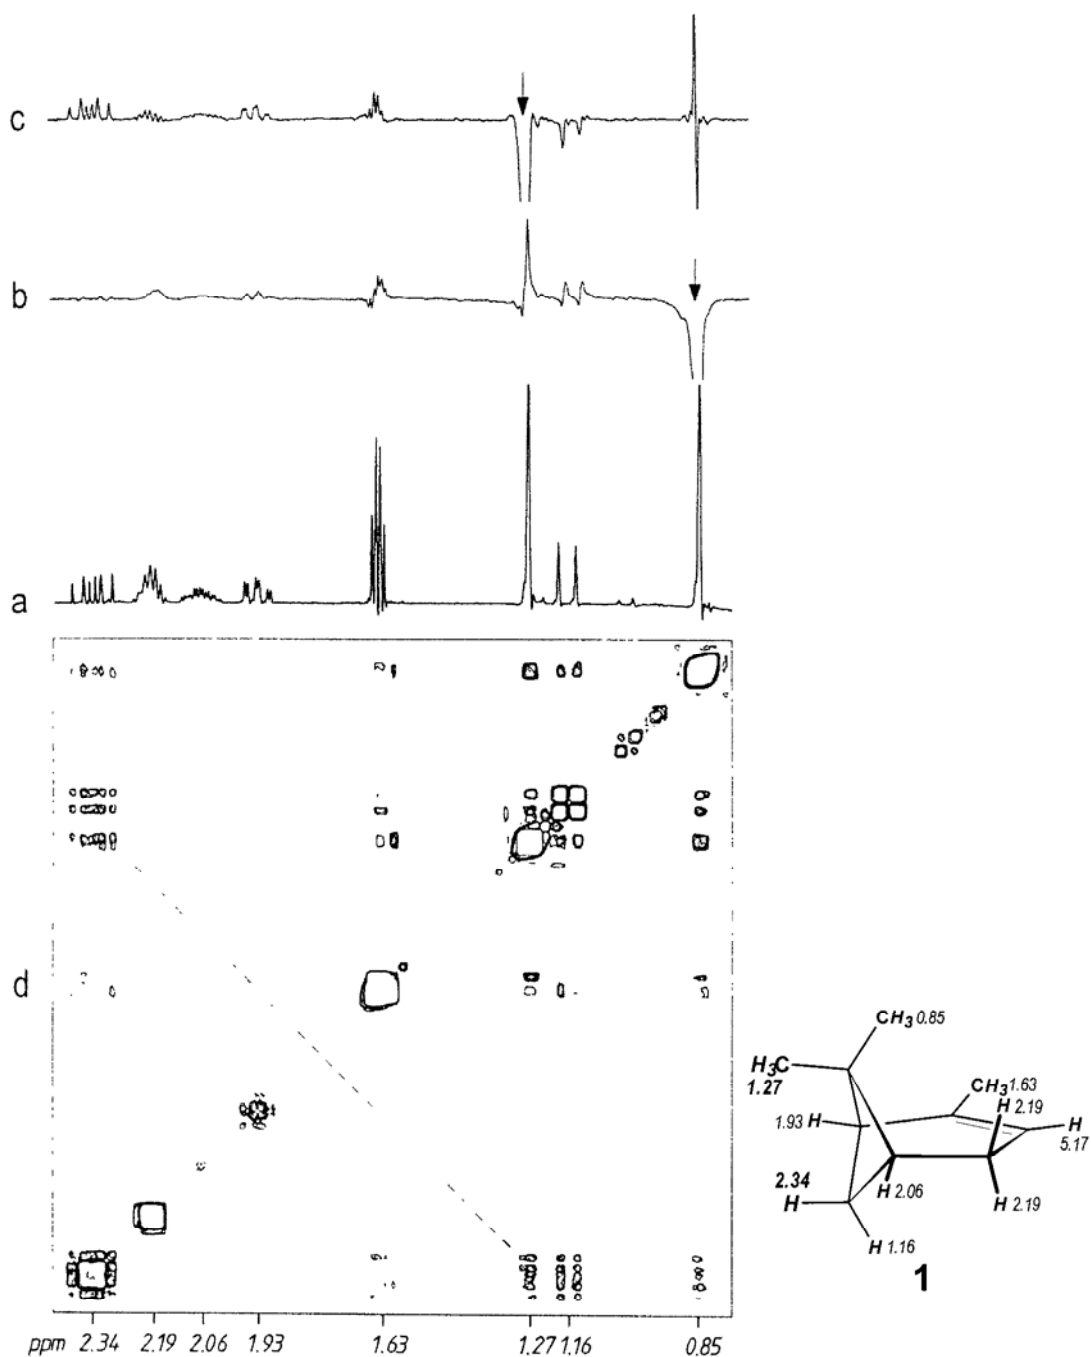 c
b
a
d
CH3 0.85
H3C
1.27
CH3 1.63
H 2.19
1.93 H
H
5.17
2.34
H
H 2.06
H 2.19
H 1.16
1
ppm 2.34 2.19 2.06 1.93 1.63 1.27 1.16 0.85